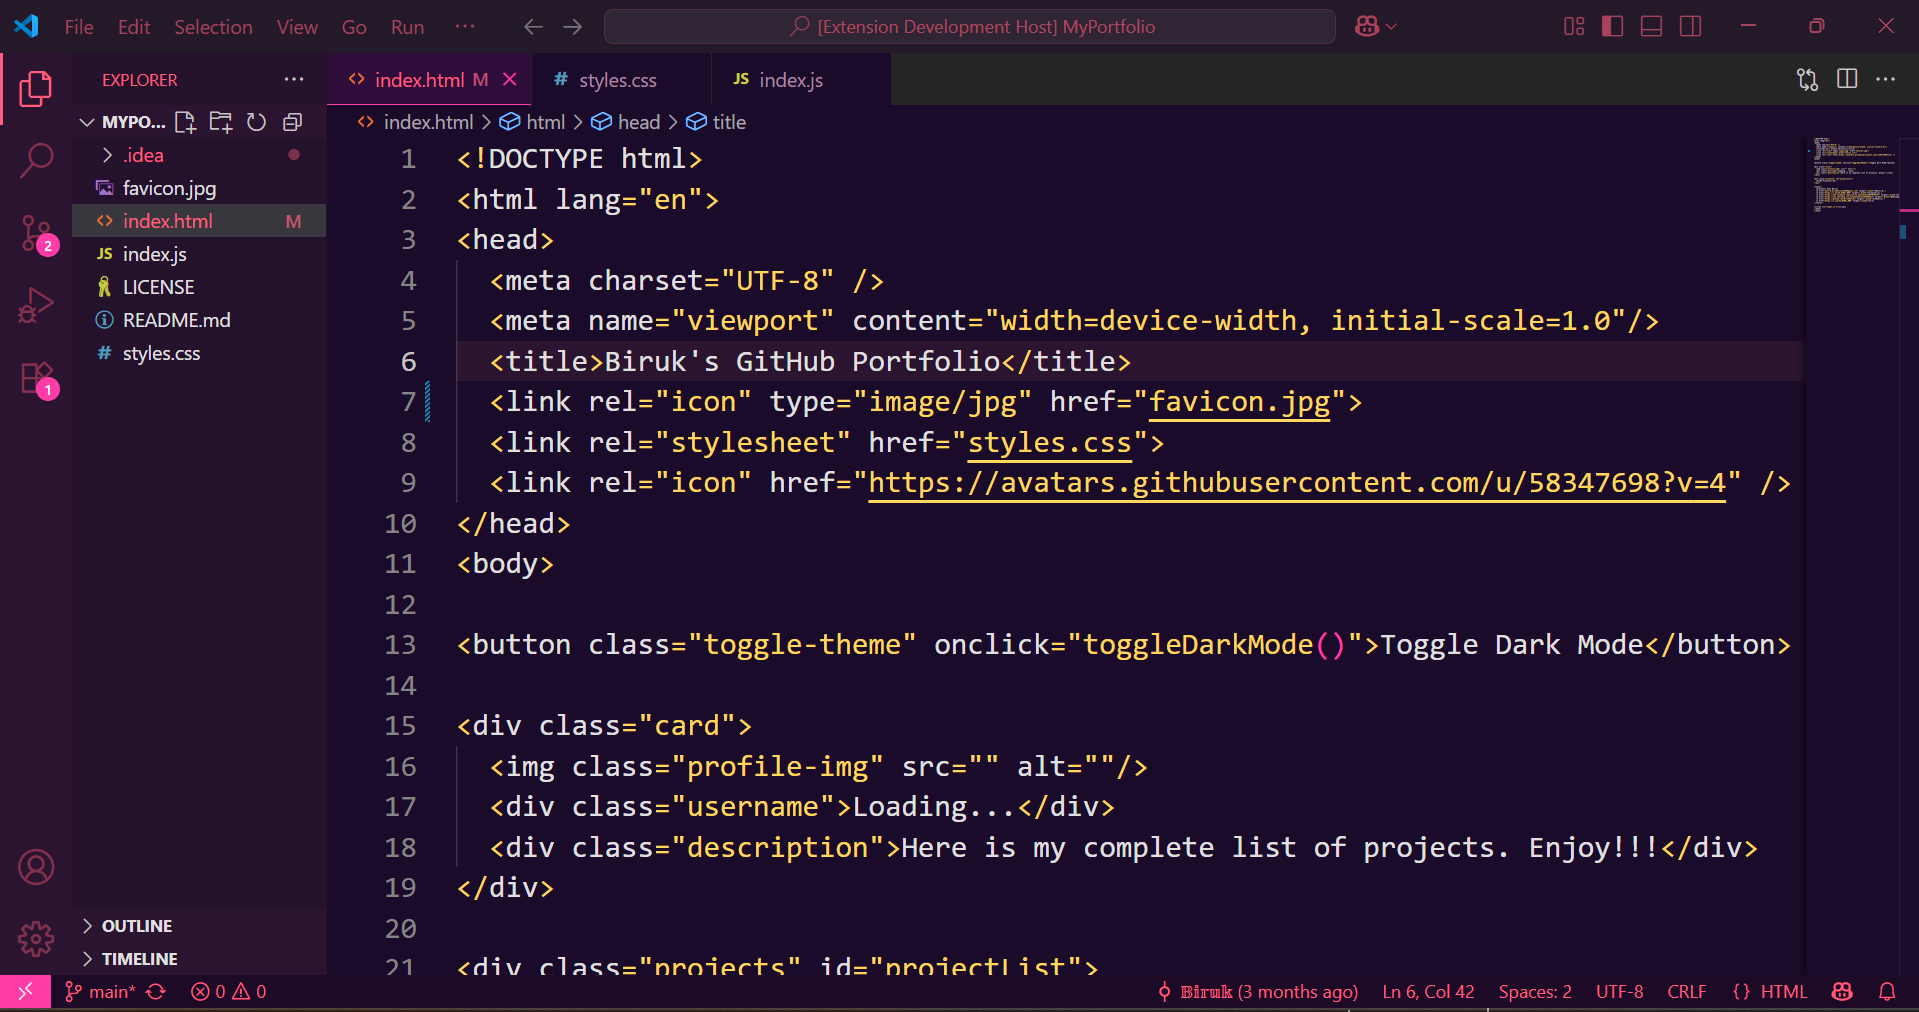 File Edit Selection View Go Run ··· [Extension Development Host] MyPortfolio
EXPLORER ···
MYPO...
.idea
favicon.jpg
index.html M
index.js
LICENSE
README.md
styles.css
OUTLINE
TIMELINE
2
1
index.html M styles.css JS index.js
index.html > html > head > title
1 <!DOCTYPE html>
2 <html lang="en">
3 <head>
4 <meta charset="UTF-8" />
5 <meta name="viewport" content="width=device-width, initial-scale=1.0"/>
6 <title>Biruk's GitHub Portfolio</title>
7 <link rel="icon" type="image/jpg" href="favicon.jpg">
8 <link rel="stylesheet" href="styles.css">
9 <link rel="icon" href="https://avatars.githubusercontent.com/u/58347698?v=4" />
10 </head>
11 <body>
12
13 <button class="toggle-theme" onclick="toggleDarkMode()">Toggle Dark Mode</button>
14
15 <div class="card">
16 <img class="profile-img" src="" alt=""/>
17 <div class="username">Loading...</div>
18 <div class="description">Here is my complete list of projects. Enjoy!!!</div>
19 </div>
20
21 <div class="projects" id="projectList">
main* 0 0 Biruk (3 months ago) Ln 6, Col 42 Spaces: 2 UTF-8 CRLF {} HTML